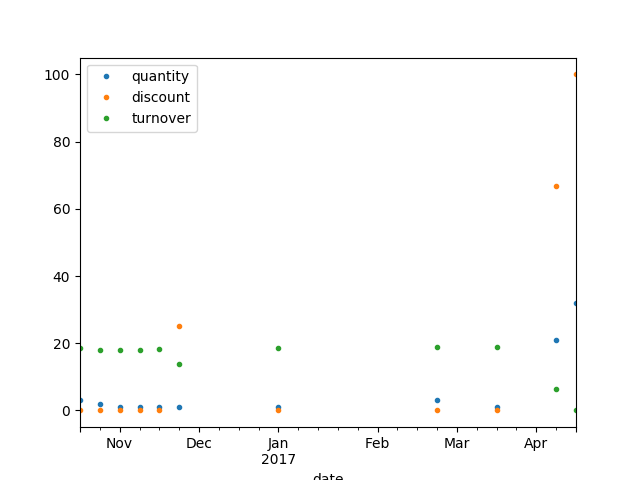 100
80
60
40
20
0
quantity
discount
turnover
Nov
Dec
Jan
2017
Feb
Mar
Apr
date